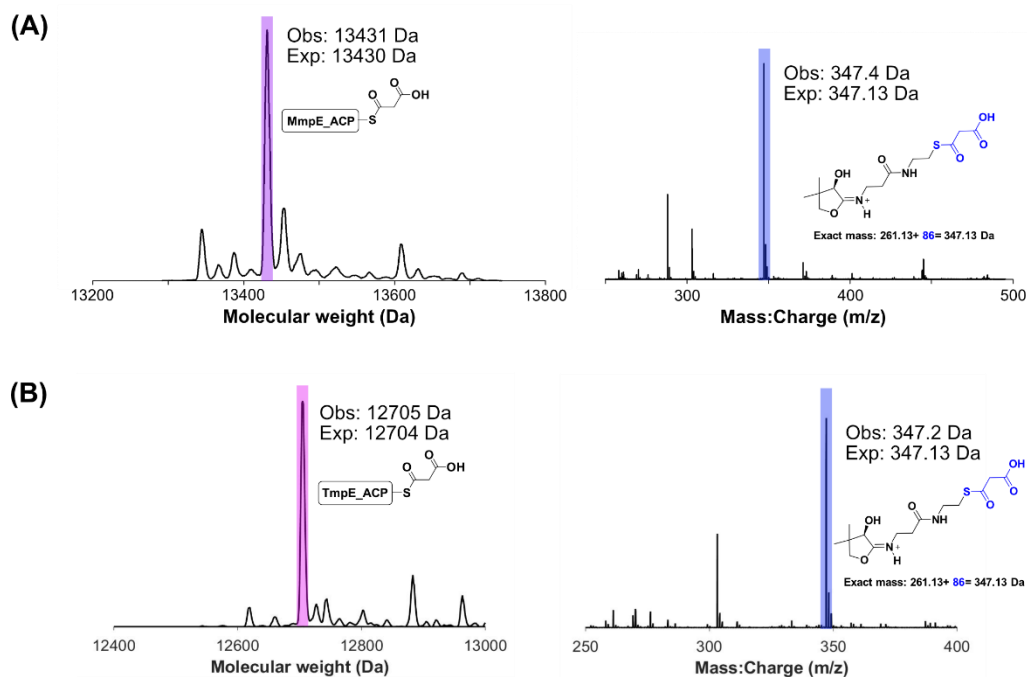 (A)
Obs: 13431 Da
Exp: 13430 Da
O O
OH
MmpE_ACP S
13200 13400 13600 13800
Molecular weight (Da)
Obs: 347.4 Da
Exp: 347.13 Da
OH
O
S
O
O
NH
OH
N+
O
H
Exact mass: 261.13+ 86= 347.13 Da
300 400 500
Mass:Charge (m/z)
(B)
Obs: 12705 Da
Exp: 12704 Da
O O
OH
TmpE_ACP S
12400 12600 12800 13000
Molecular weight (Da)
Obs: 347.2 Da
Exp: 347.13 Da
OH
O
S
O
O
NH
OH
N+
O
H
Exact mass: 261.13+ 86= 347.13 Da
250 300 350 400
Mass:Charge (m/z)